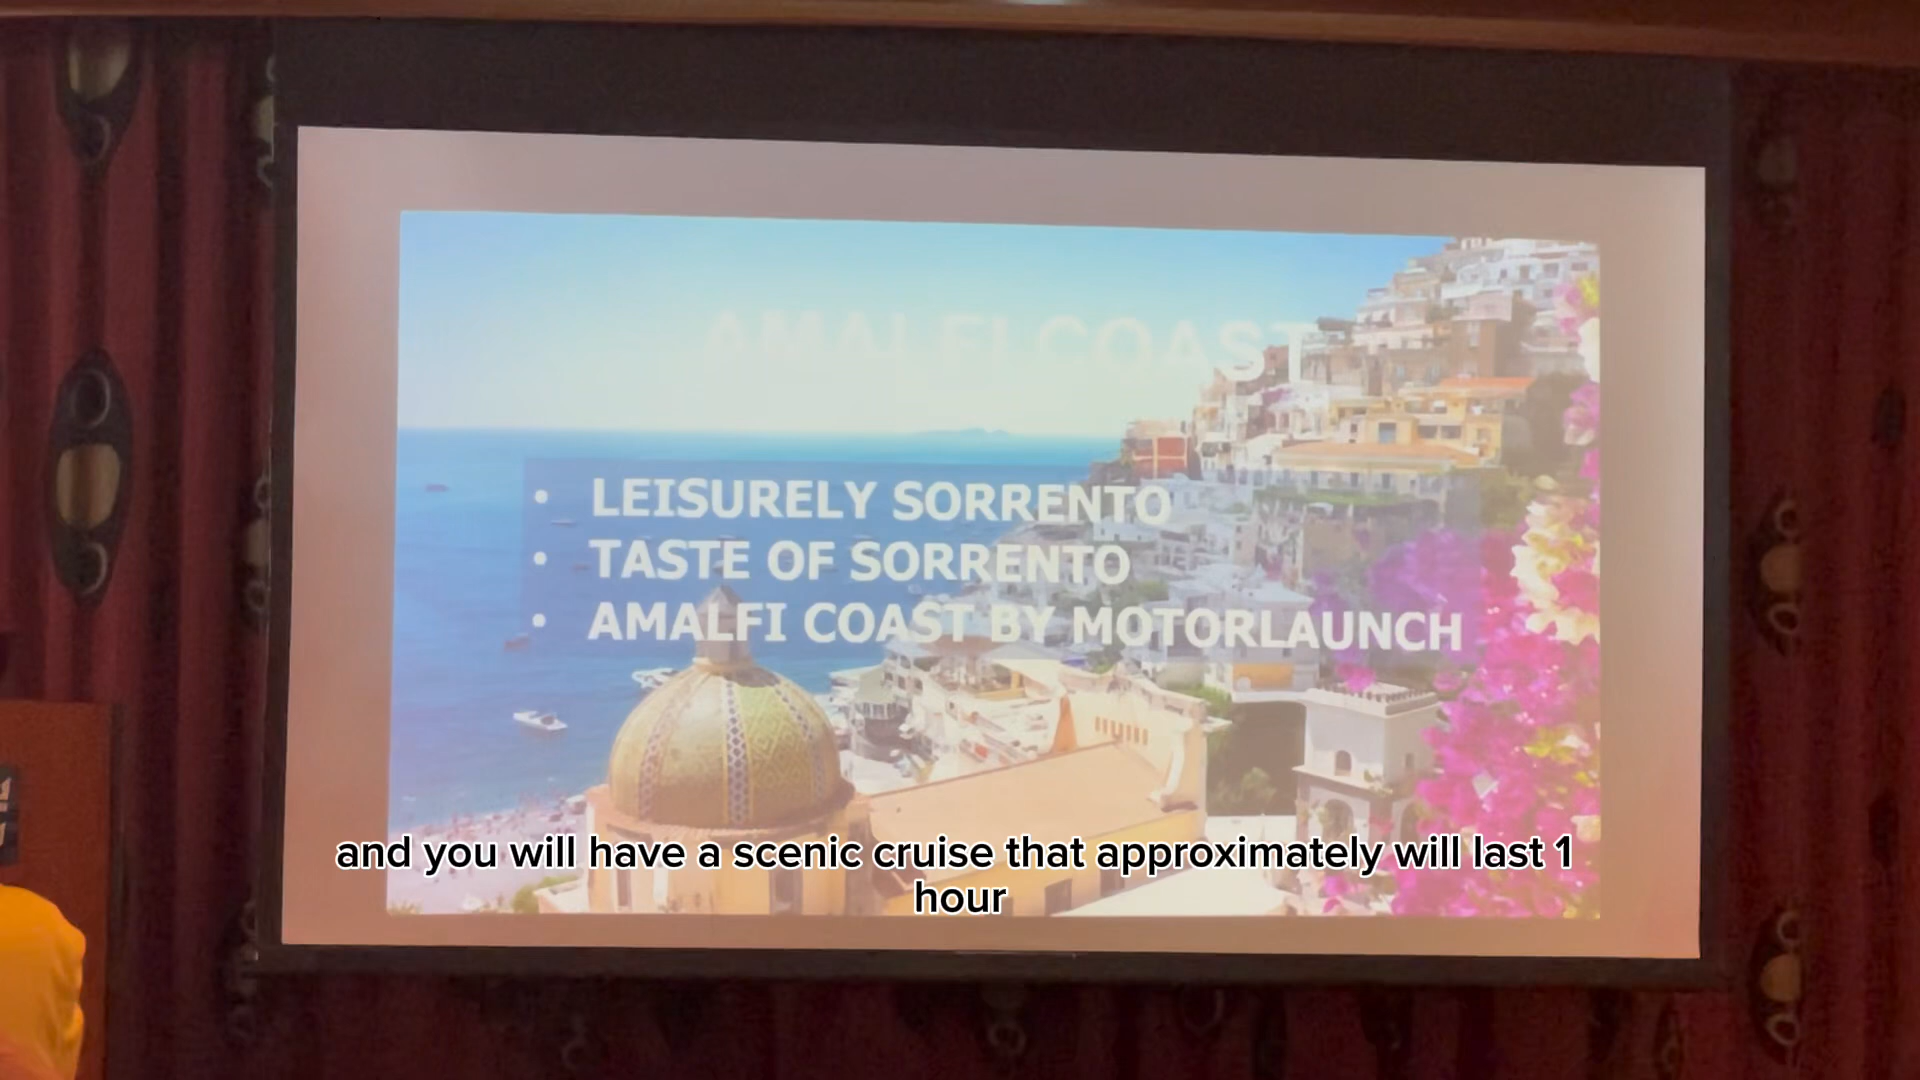 AMALFI COAST
• LEISURELY SORRENTO
• TASTE OF SORRENTO
• AMALFI COAST BY MOTORLAUNCH
and you will have a scenic cruise that approximately will last 1
hour